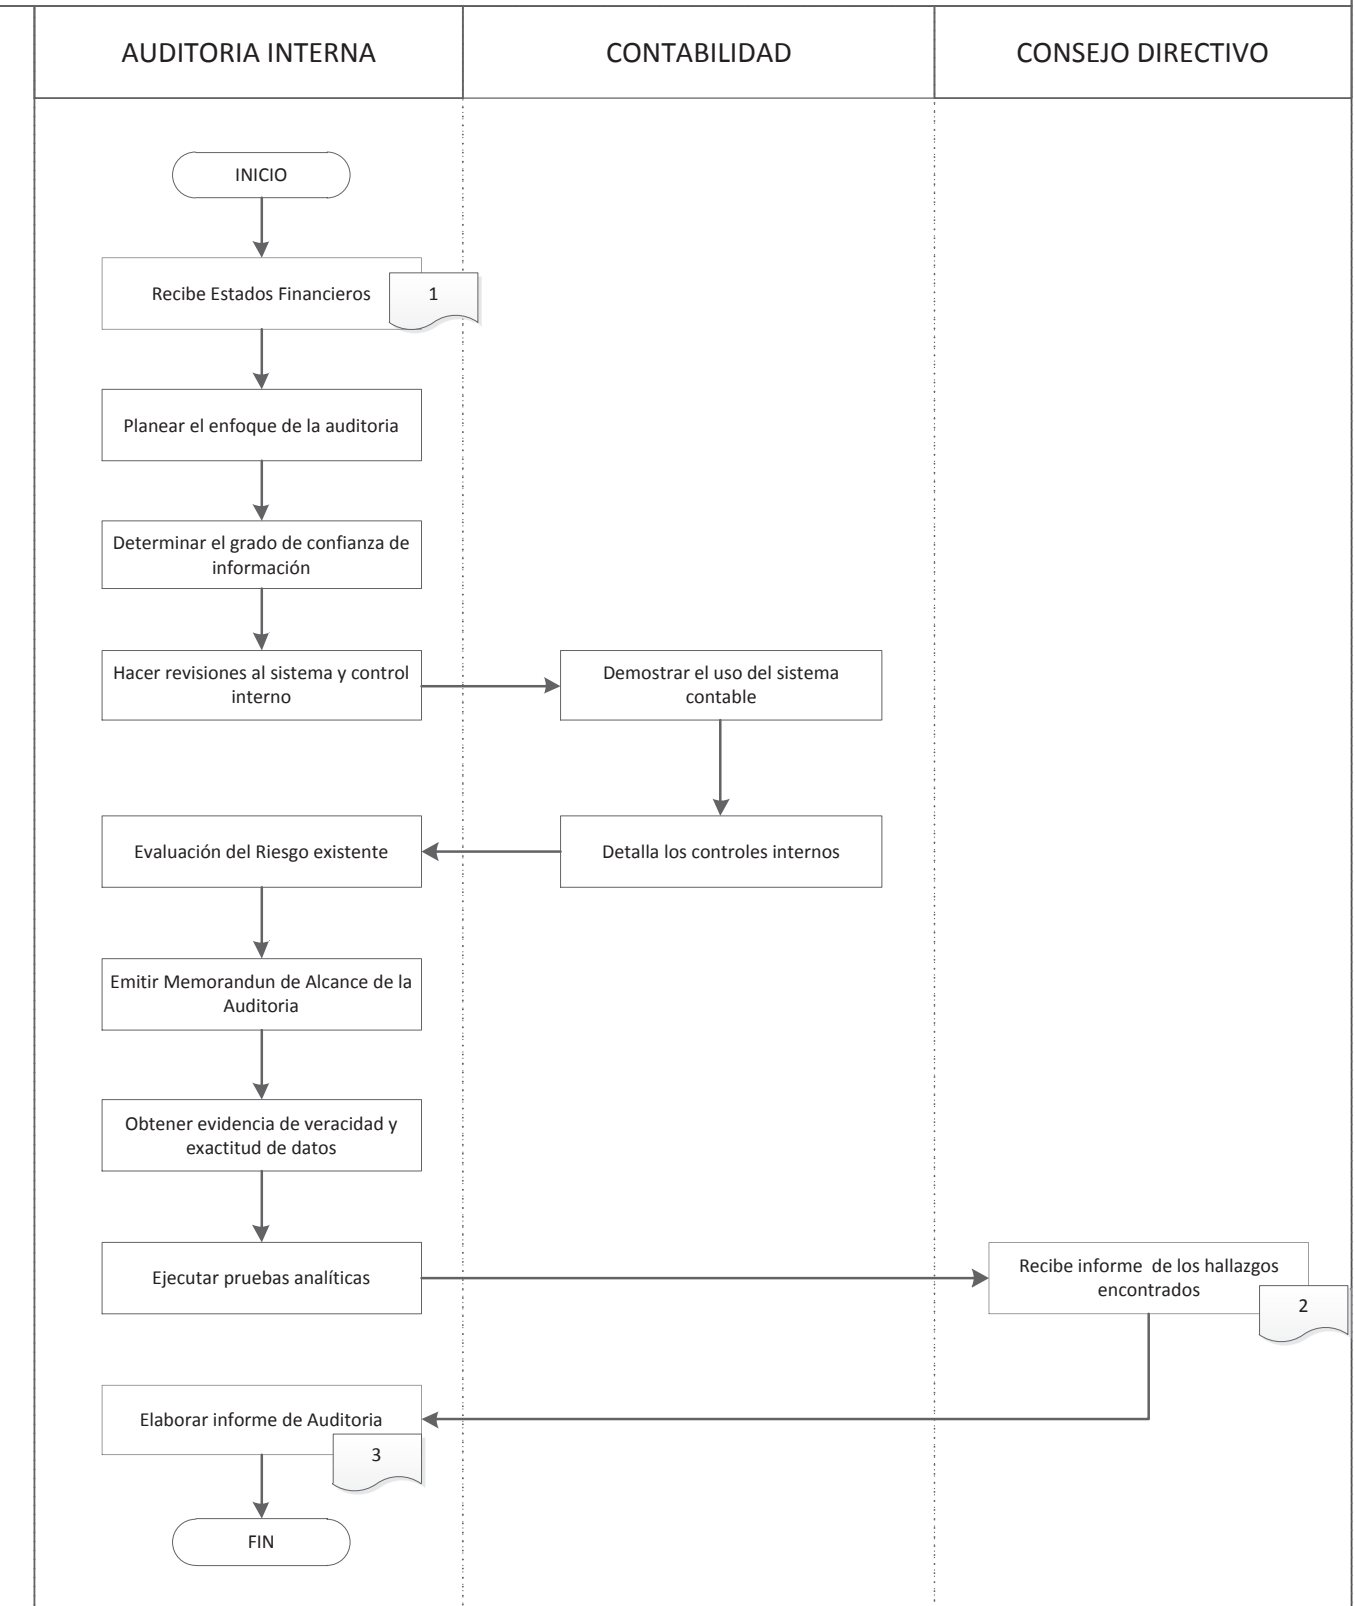 AUDITORIA INTERNA
CONTABILIDAD
CONSEJO DIRECTIVO
INICIO
Recibe Estados Financieros
1
Planear el enfoque de la auditoria
Determinar el grado de confianza de
información
Hacer revisiones al sistema y control
interno
Demostrar el uso del sistema
contable
Evaluación del Riesgo existente
Detalla los controles internos
Emitir Memorandun de Alcance de la
Auditoria
Obtener evidencia de veracidad y
exactitud de datos
Ejecutar pruebas analíticas
Recibe informe de los hallazgos
encontrados
2
Elaborar informe de Auditoria
3
FIN